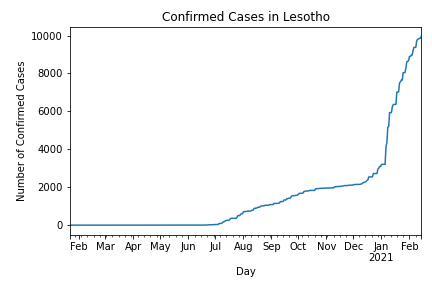 Confirmed Cases in Lesotho
Number of Confirmed Cases
10000
8000
6000
4000
2000
0
Feb Mar Apr May Jun Jul Aug Sep Oct Nov Dec Jan Feb
2021
Day